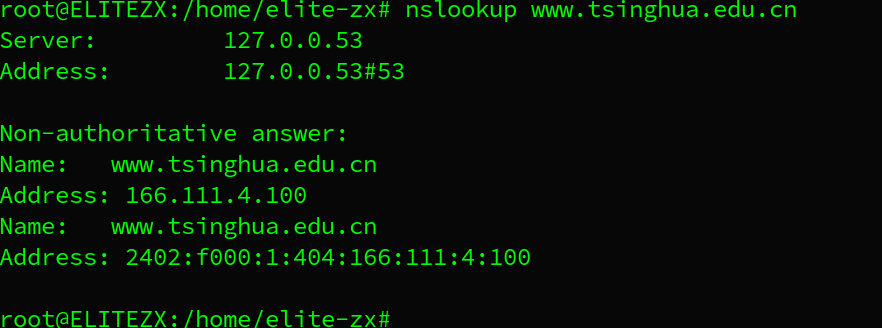 root@ELITEZX:/home/elite-zx# nslookup www.tsinghua.edu.cn
Server:         127.0.0.53
Address:        127.0.0.53#53

Non-authoritative answer:
Name:   www.tsinghua.edu.cn
Address: 166.111.4.100
Name:   www.tsinghua.edu.cn
Address: 2402:f000:1:404:166:111:4:100

root@ELITEZX:/home/elite-zx#